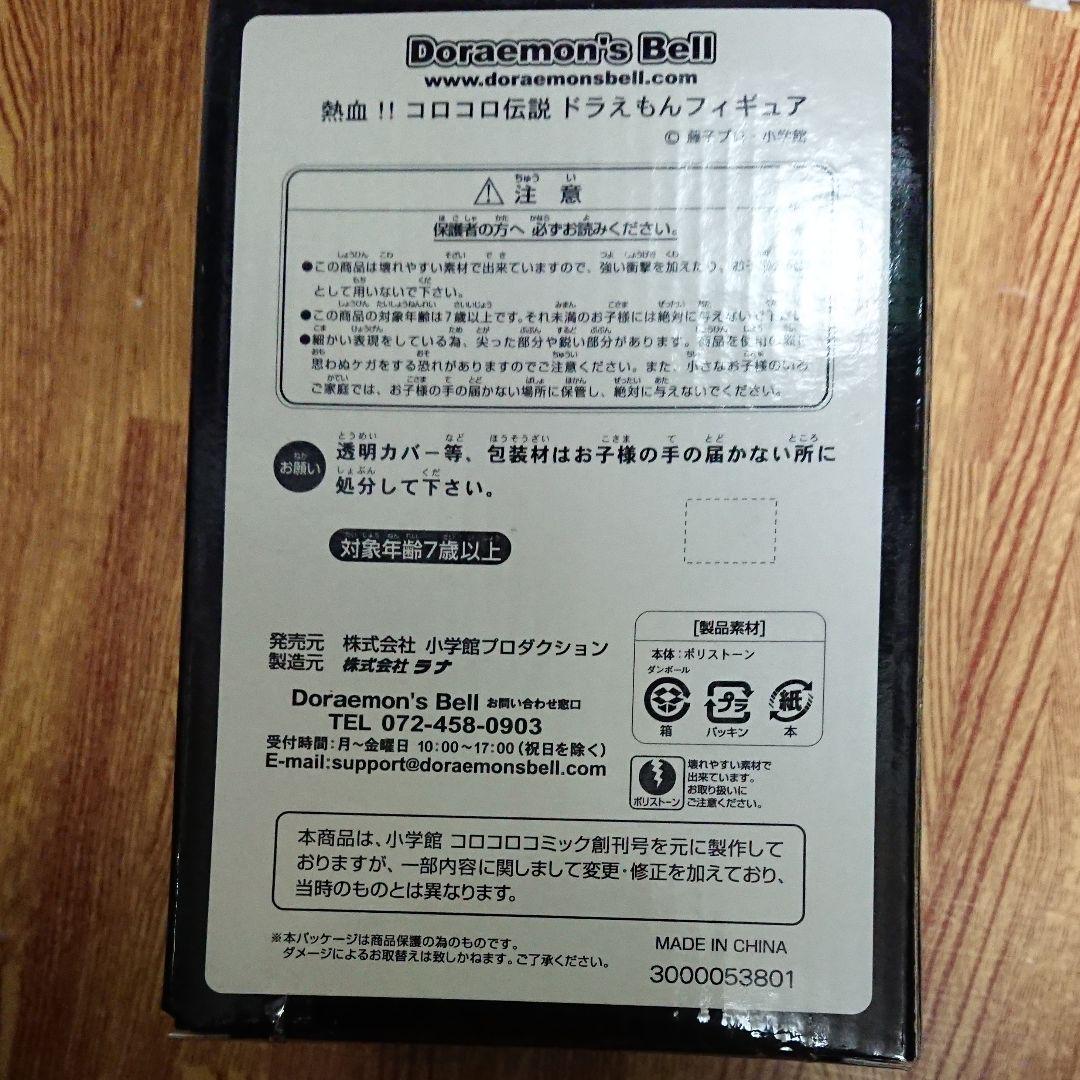 Doraemon's Bell
www.doraemonsbell.com
熱血!! コロコロ伝説 ドラえもんフィギュア
© 藤子プロ・小学館
⚠ 注意
保護者の方へ 必ずお読みください。
●この商品は壊れやすい素材で出来ていますので、強い衝撃を加えたり、
として用いないで下さい。
●この商品の対象年齢は7歳以上です。それ未満のお子様には絶対に与えないで下さい。
●細かい表現をしている為、尖った部分や鋭い部分があります。商品を使用の際に
思わぬケガをする恐れがありますのでご注意ください。また、小さなお子様のいる
ご家庭では、お子様の手の届かない場所に保管し、絶対に与えないでください。
お願い
透明カバー等、包装材はお子様の手の届かない所に
処分して下さい。
対象年齢7歳以上
発売元 株式会社 小学館プロダクション
製造元 株式会社 ラナ
Doraemon's Bell お問い合わせ窓口
TEL 072-458-0903
受付時間:月~金曜日 10:00~17:00(祝日を除く)
E-mail:support@doraemonsbell.com
[製品素材]
本体:ポリストーン
ダンボール
プラ 紙
箱 パッキン 本
ポリストーン
壊れやすい素材で
出来ています。
お取り扱いに
ご注意ください。
本商品は、小学館 コロコロコミック創刊号を元に製作して
おりますが、一部内容に関しまして変更・修正を加えており、
当時のものとは異なります。
※本パッケージは商品保護の為のものです。
ダメージによるお取替えは致しかねます。ご了承ください。
MADE IN CHINA
3000053801